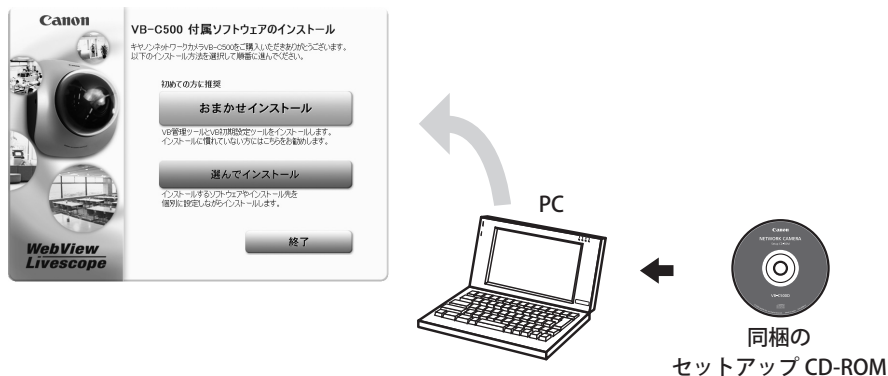 Canon
VB-C500 付属ソフトウェアのインストール
キヤノンネットワークカメラVB-C500をご購入いただきありがとうございます。
以下のインストール方法を選択して順番に進んでください。
初めての方に推奨
おまかせインストール
VB管理ツールとVB初期設定ツールをインストールします。
インストールに慣れていない方にはこちらをお勧めします。
選んでインストール
インストールするソフトウェアやインストール先を
個別に設定しながらインストールします。
終了
WebView
Livescope
PC
Canon
NETWORK CAMERA
同梱の
セットアップ CD-ROM